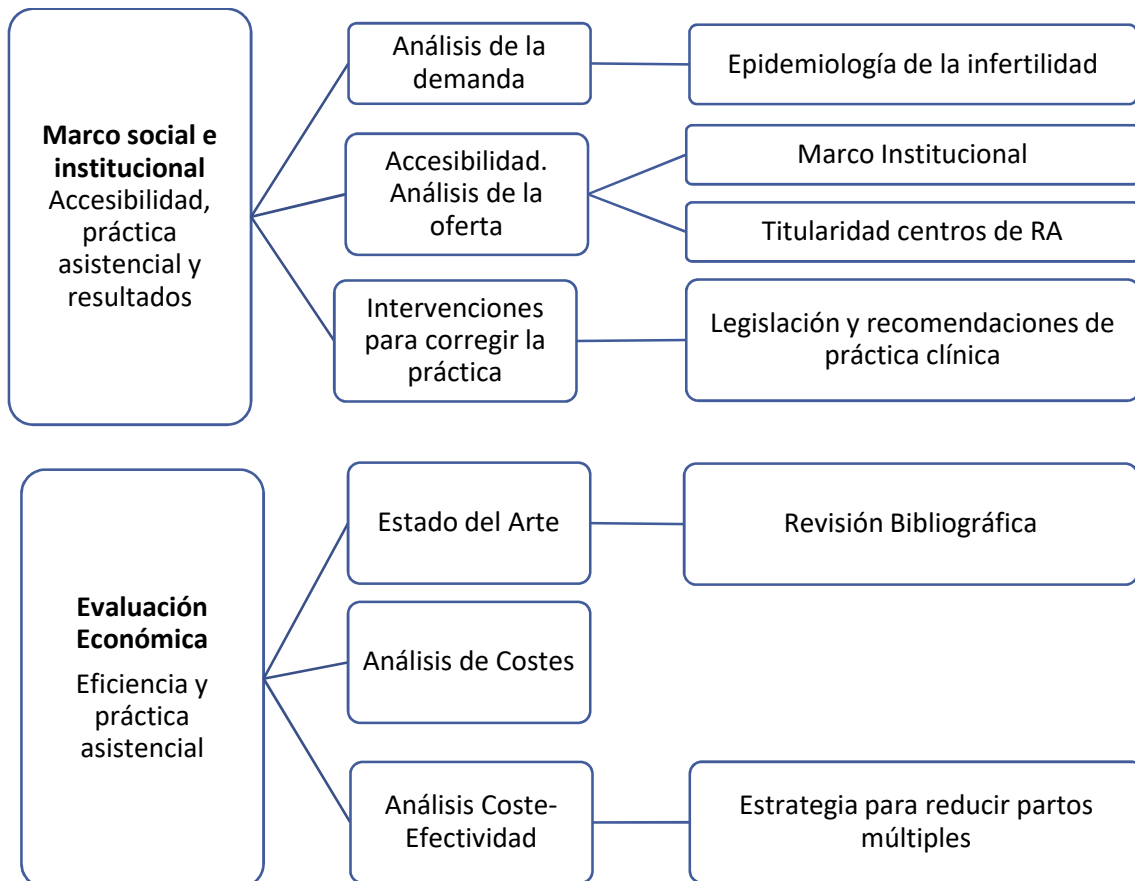 Marco social e
institucional
Accesibilidad,
práctica
asistencial y
resultados
Análisis de la
demanda
Epidemiología de la infertilidad
Accesibilidad.
Análisis de la
oferta
Marco Institucional
Titularidad centros de RA
Intervenciones
para corregir la
práctica
Legislación y recomendaciones de
práctica clínica
Evaluación
Económica
Eficiencia y
práctica
asistencial
Estado del Arte
Revisión Bibliográfica
Análisis de Costes
Análisis Coste-
Efectividad
Estrategia para reducir partos
múltiples